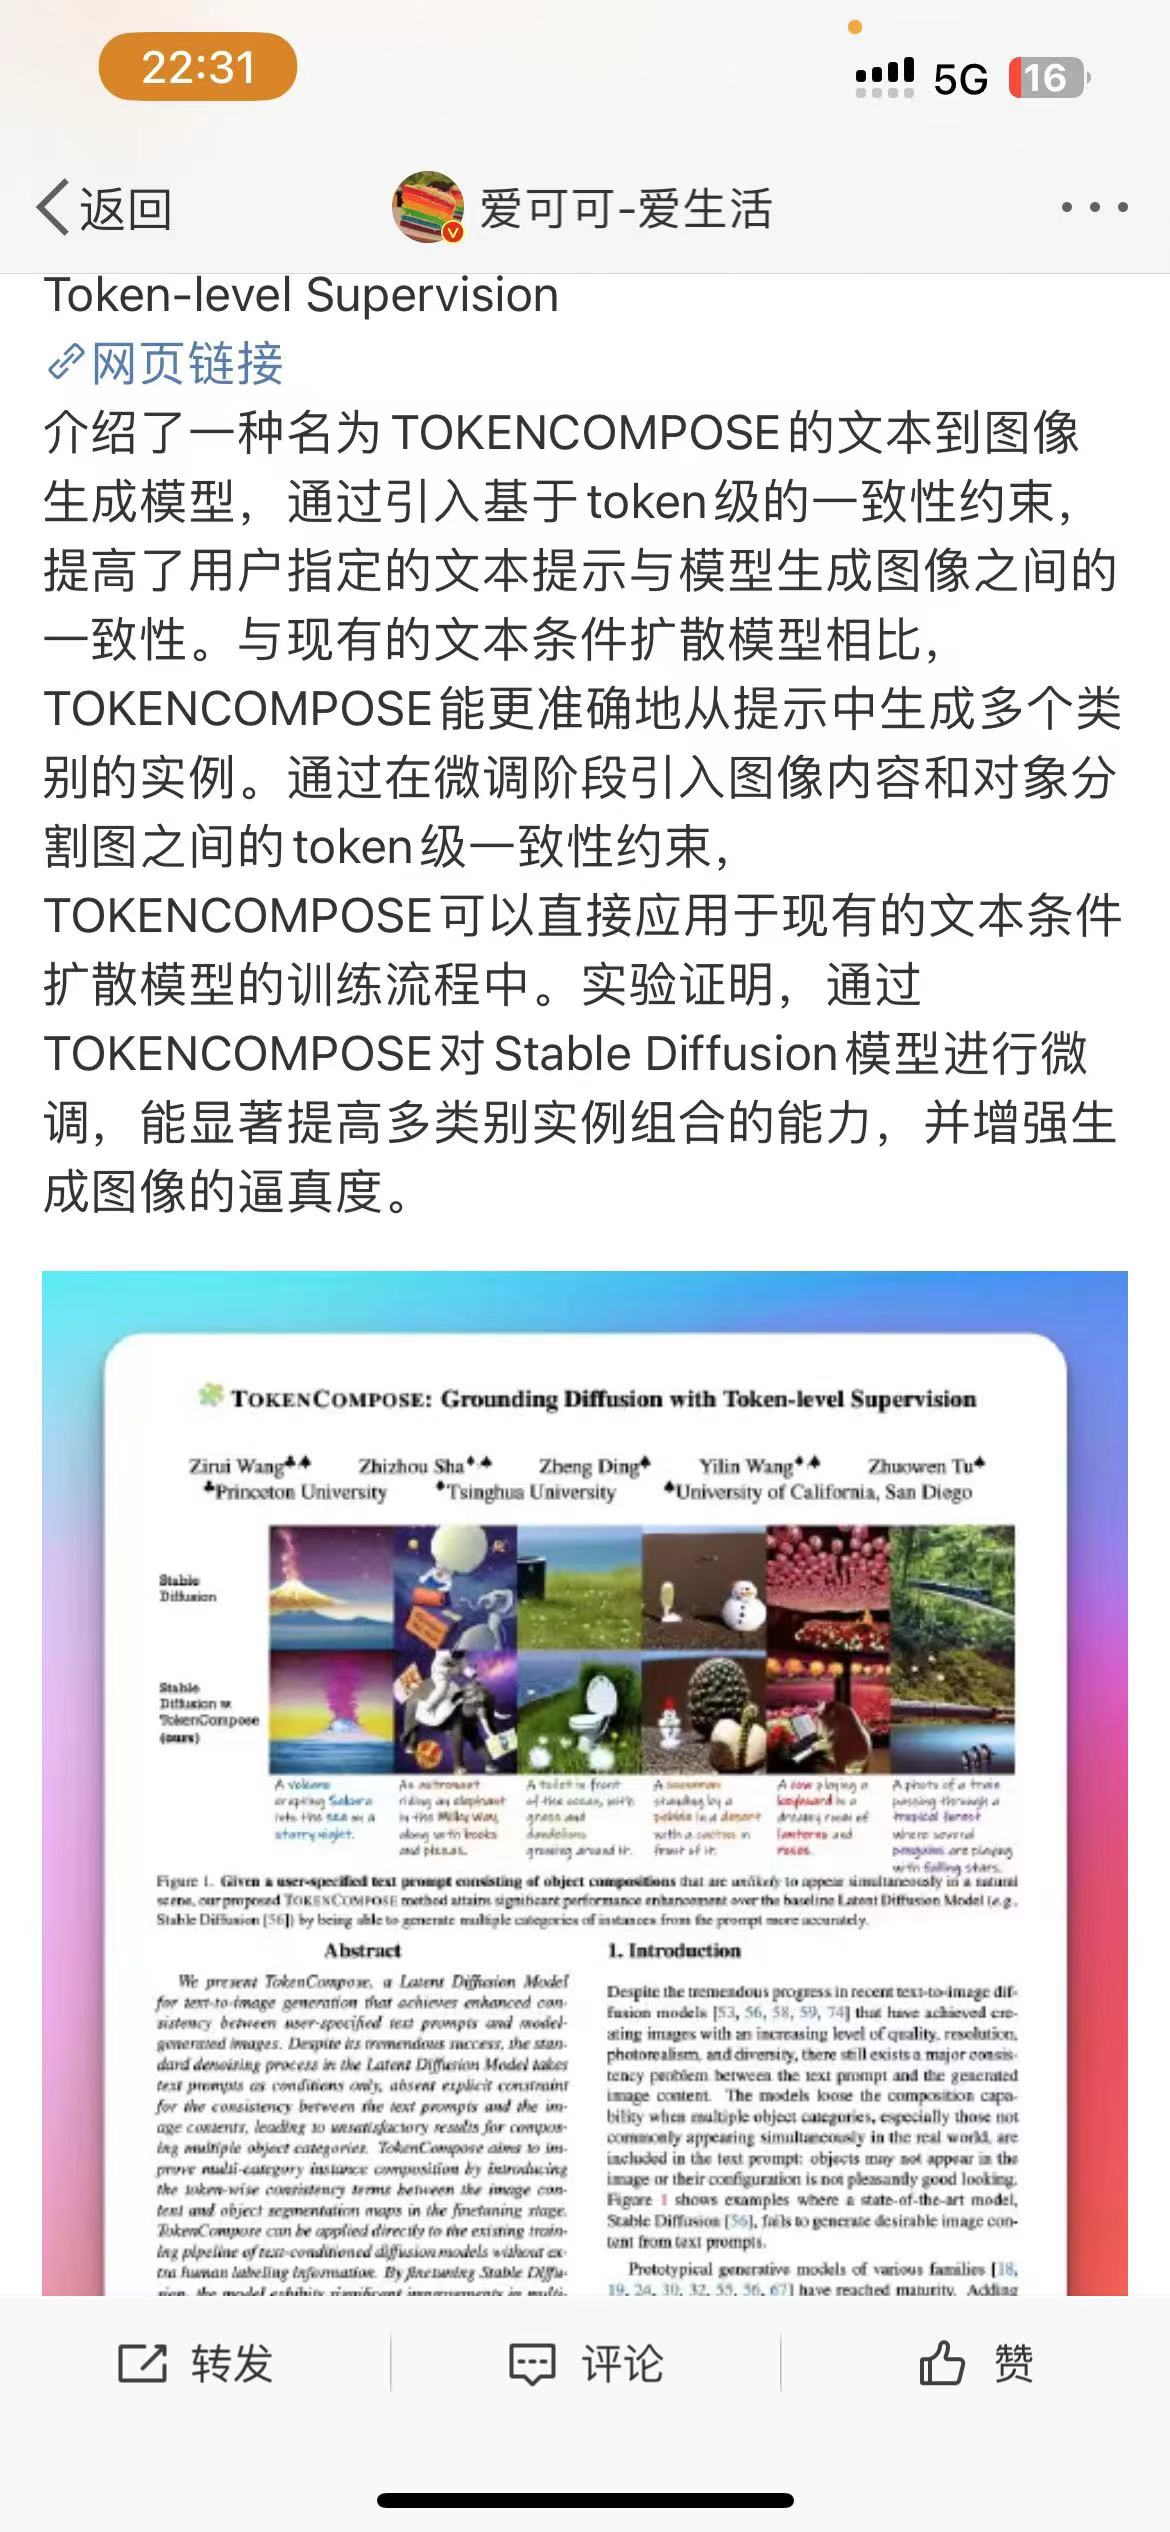 22:31
5G
16
返回
爱可可-爱生活
Token-level Supervision
网页链接
介绍了一种名为TOKENCOMPOSE的文本到图像
生成模型，通过引入基于token级的一致性约束，
提高了用户指定的文本提示与模型生成图像之间的
一致性。与现有的文本条件扩散模型相比，
TOKENCOMPOSE能更准确地从提示中生成多个类
别的实例。通过在微调阶段引入图像内容和对象分
割图之间的token级一致性约束，
TOKENCOMPOSE可以直接应用于现有的文本条件
扩散模型的训练流程中。实验证明，通过
TOKENCOMPOSE对Stable Diffusion模型进行微
调，能显著提高多类别实例组合的能力，并增强生
成图像的逼真度。
TOKENCOMPOSE: Grounding Diffusion with Token-level Supervision
Zirui Wang Zhizhou Sha Zheng Ding Yilin Wang Zhuowen Tu
Princeton University Tsinghua University University of California, San Diego
Stable
Diffusion
Stable
Diffusion w.
TokenCompose
(ours)
A volcano
erupting Sakura
into the sea on a
starry night.
An astronaut
riding an elephant
in the Milky Way,
along with books
and pizzas.
A toilet in front
of the ocean, with
grass and
dandelions
growing around it.
A snowman
standing by a
pebble in a desert
with a cactus in
front of it.
A cow playing a
keyboard in a
dreamy room of
lanterns and
roses.
A photo of a train
passing through a
tropical forest
where several
penguins are playing
with falling stars.
Figure 1. Given a user-specified text prompt consisting of object compositions that are unlikely to appear simultaneously in a natural
scene, our proposed TOKENCOMPOSE method attains significant performance enhancement over the baseline Latent Diffusion Model (e.g.,
Stable Diffusion [56]) by being able to generate multiple categories of instances from the prompt more accurately.
Abstract
We present TokenCompose, a Latent Diffusion Model
for text-to-image generation that achieves enhanced con-
sistency between user-specified text prompts and model-
generated images. Despite its tremendous success, the stan-
dard denoising process in the Latent Diffusion Model takes
text prompts as conditions only, absent explicit constraint
for the consistency between the text prompts and the im-
age contents, leading to unsatisfactory results for compos-
ing multiple object categories. TokenCompose aims to im-
prove multi-category instance composition by introducing
the token-wise consistency terms between the image con-
tent and object segmentation maps in the finetuning stage.
TokenCompose can be applied directly to the existing train-
ing pipeline of text-conditioned diffusion models without ex-
tra human labeling information. By finetuning Stable Diffu-
sion, the model exhibits significant improvements in multi-
1. Introduction
Despite the tremendous progress in recent text-to-image dif-
fusion models [53, 56, 58, 59, 74] that have achieved cre-
ating images with an increasing level of quality, resolution,
photorealism, and diversity, there still exists a major consis-
tency problem between the text prompt and the generated
image content. The models loose the composition capa-
bility when multiple object categories, especially those not
commonly appearing simultaneously in the real world, are
included in the text prompt: objects may not appear in the
image or their configuration is not pleasantly good looking.
Figure 1 shows examples where a state-of-the-art model,
Stable Diffusion [56], fails to generate desirable image con-
tent from text prompts.
Prototypical generative models of various families [18,
19, 24, 30, 32, 55, 56, 67] have reached maturity. Adding
转发
评论
赞